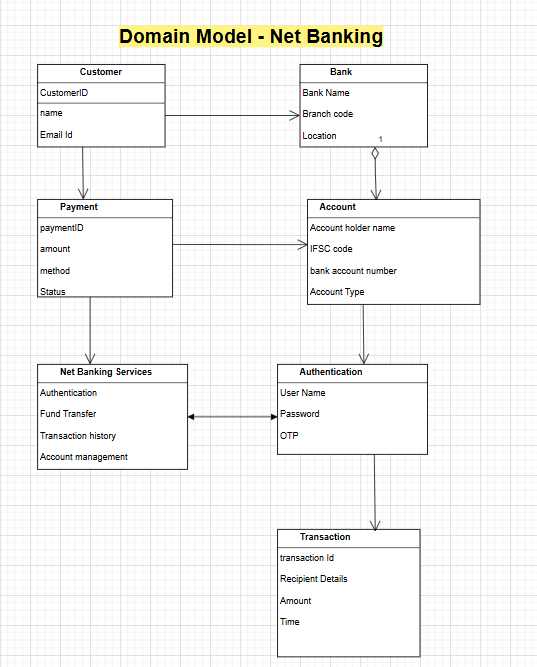 Domain Model - Net Banking
Customer
CustomerID
name
Email Id
Bank
Bank Name
Branch code
Location
1
Payment
paymentID
amount
method
Status
Account
Account holder name
IFSC code
bank account number
Account Type
Net Banking Services
Authentication
Fund Transfer
Transaction history
Account management
Authentication
User Name
Password
OTP
Transaction
transaction Id
Recipient Details
Amount
Time